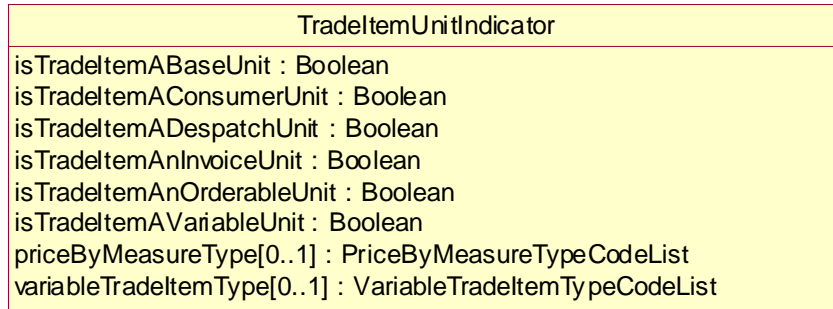 TradeItemUnitIndicator
isTradeItemABaseUnit : Boolean
isTradeItemAConsumerUnit : Boolean
isTradeItemADespatchUnit : Boolean
isTradeItemAnInvoiceUnit : Boolean
isTradeItemAnOrderableUnit : Boolean
isTradeItemAVariableUnit : Boolean
priceByMeasureType[0..1] : PriceByMeasureTypeCodeList
variableTradeItemType[0..1] : VariableTradeItemTypeCodeList